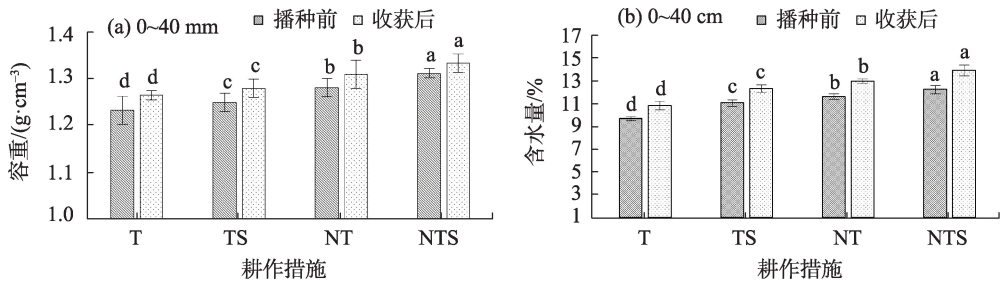 (a) 0~40 mm
播种前
收获后
容重/(g·cm⁻³)
1.4
1.3
1.2
1.1
1.0
d d c c b b a a
T TS NT NTS
耕作措施
(b) 0~40 cm
播种前
收获后
含水量/%
17
15
13
11
9
7
5
3
1
d d c c b b a a
T TS NT NTS
耕作措施